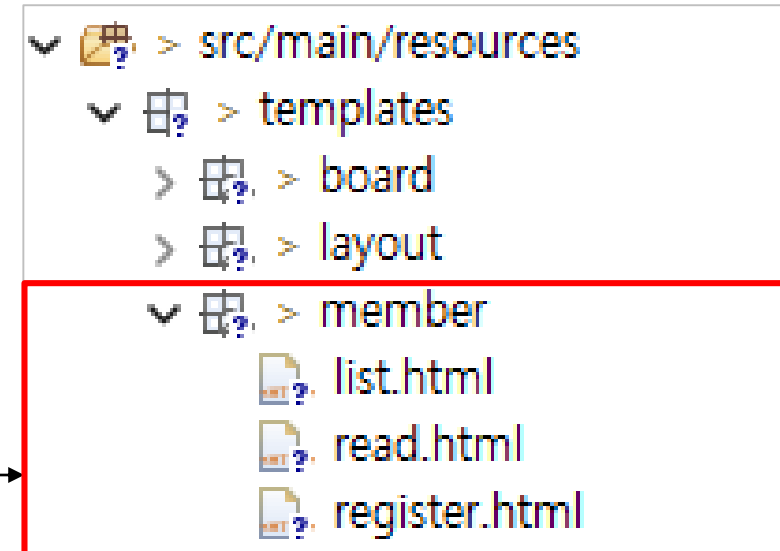 > src/main/resources
> templates
> board
> layout
> member
list.html
read.html
register.html